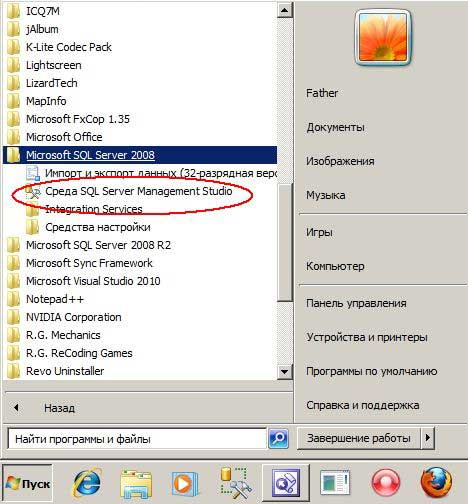 ICQ7M
jAlbum
K-Lite Codec Pack
Lightscreen
LizardTech
MapInfo
Microsoft FxCop 1.35
Microsoft Office
Microsoft SQL Server 2008
Импорт и экспорт данных (32-разрядная верс
Среда SQL Server Management Studio
Integration Services
Средства настройки
Microsoft SQL Server 2008 R2
Microsoft Sync Framework
Microsoft Visual Studio 2010
Notepad++
NVIDIA Corporation
R.G. Mechanics
R.G. ReCoding Games
Revo Uninstaller
Назад
Найти программы и файлы
Father
Документы
Изображения
Музыка
Игры
Компьютер
Панель управления
Устройства и принтеры
Программы по умолчанию
Справка и поддержка
Завершение работы
Пуск